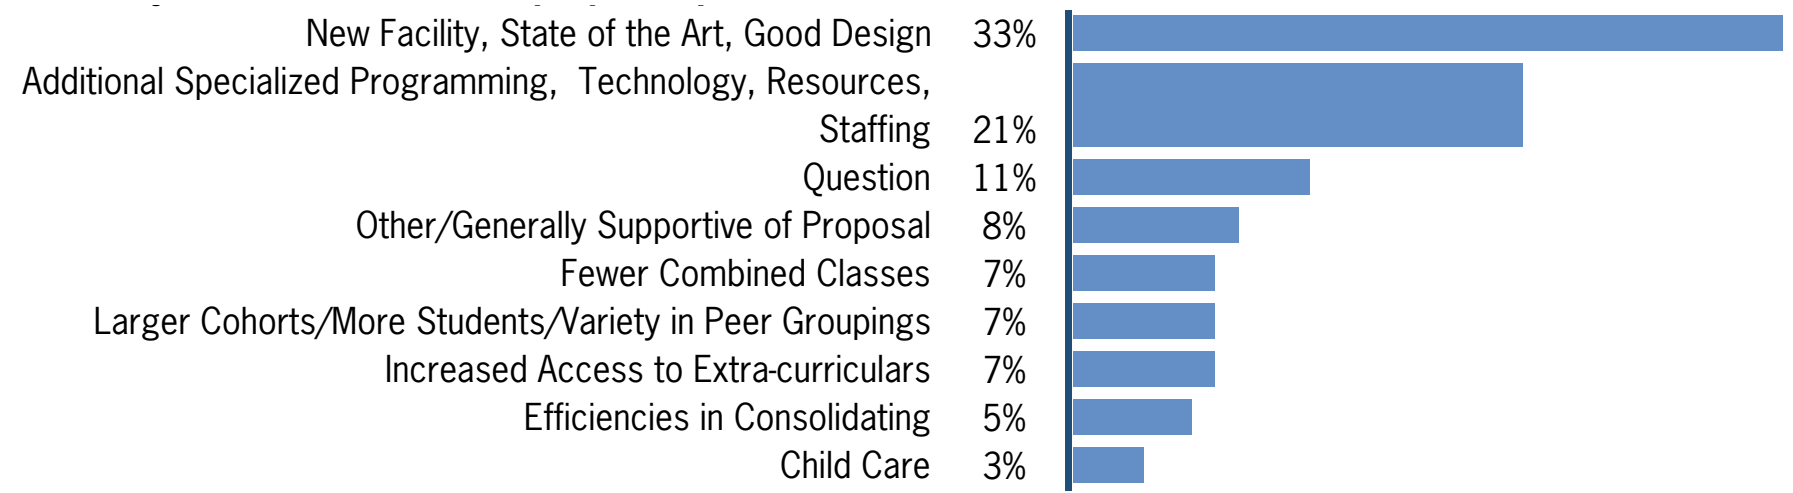 New Facility, State of the Art, Good Design 33%
Additional Specialized Programming, Technology, Resources,
Staffing 21%
Question 11%
Other/Generally Supportive of Proposal 8%
Fewer Combined Classes 7%
Larger Cohorts/More Students/Variety in Peer Groupings 7%
Increased Access to Extra-curriculars 7%
Efficiencies in Consolidating 5%
Child Care 3%